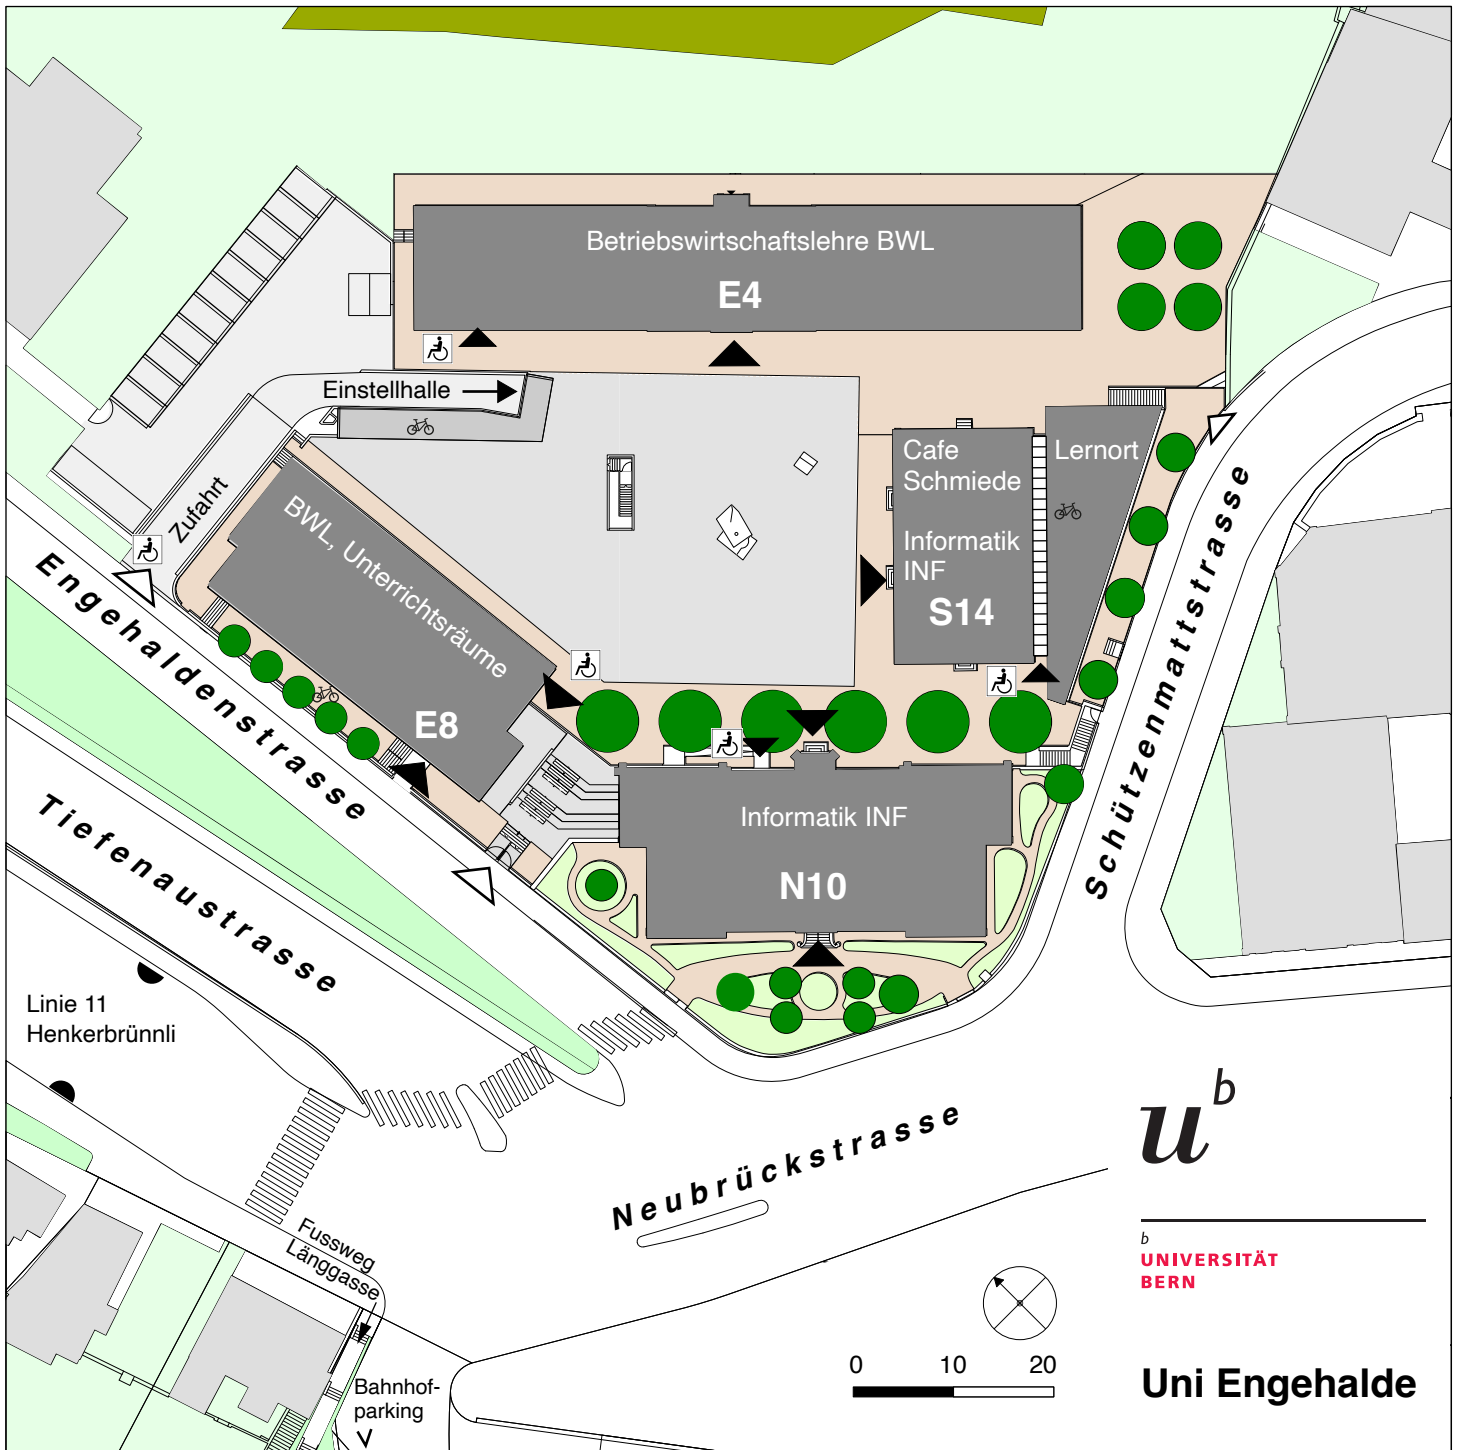 Betriebswirtschaftslehre BWL
E4
Einstellhalle
Zufahrt
BWL, Unterrichtsräume
E8
Cafe
Schmiede
Informatik
INF
S14
Lernort
Informatik INF
N10
Engehaldenstrasse
Tiefenaustrasse
Schützenmattstrasse
Linie 11
Henkerbrünnli
Neubrückstrasse
Fussweg
Länggasse
Bahnhof-
parking
0 10 20
u b
b
UNIVERSITÄT
BERN
Uni Engehalde